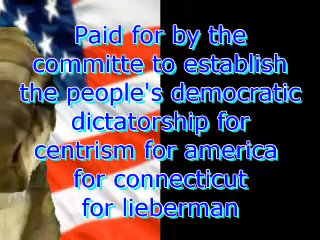 Paid for by the
committe to establish
the people's democratic
dictatorship for
centrism for america
for connecticut
for lieberman